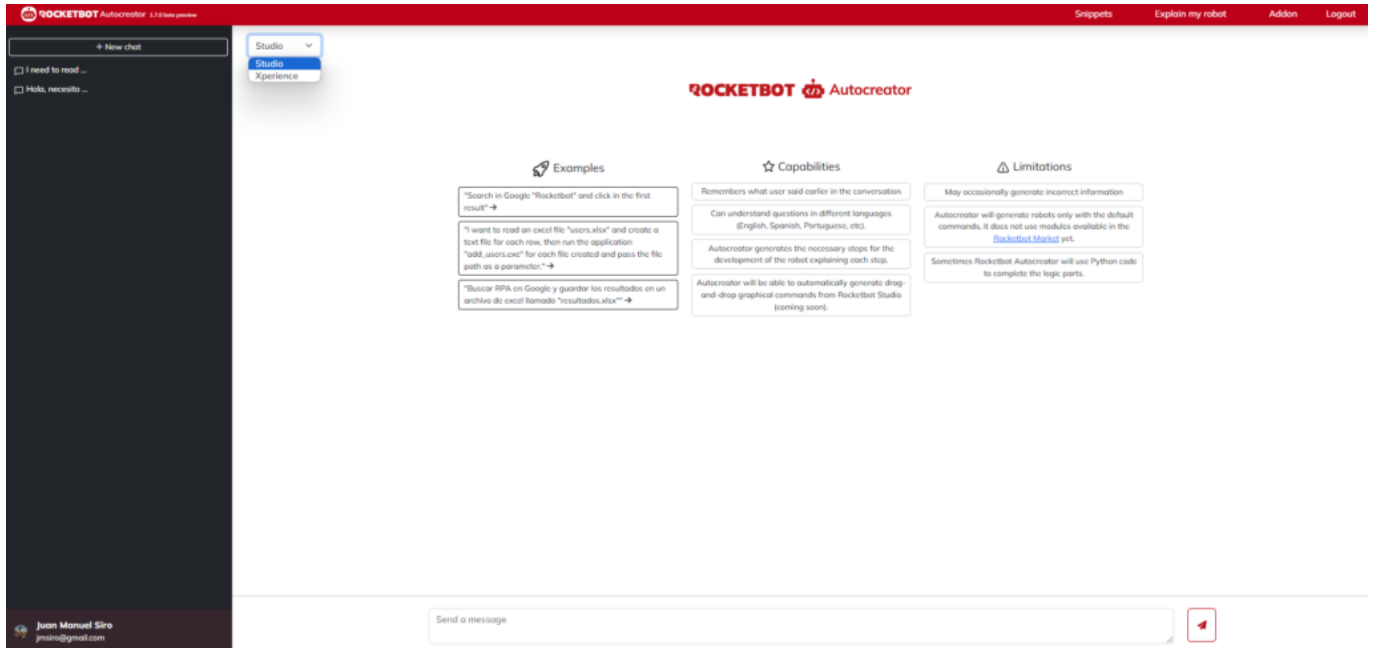 ROCKETBOT Autocreator 1.7.0 beta preview
Snippets
Explain my robot
Addon
Logout
+ New chat
I need to read ...
Hola, necesito ...
Studio
Studio
Xperience
ROCKETBOT Autocreator
Examples
"Search in Google "Rocketbot" and click in the first
result" →
"I want to read an excel file "users.xlsx" and create a
text file for each row, then run the application
"add_users.exe" for each file created and pass the file
path as a parameter." →
"Buscar RPA en Google y guardar los resultados en un
archivo de excel llamado "resultados.xlsx"" →
Capabilities
Remembers what user said earlier in the conversation
Can understand questions in different languages
(English, Spanish, Portuguese, etc).
Autocreator generates the necessary steps for the
development of the robot explaining each step.
Autocreator will be able to automatically generate drag-
and-drop graphical commands from Rocketbot Studio
(coming soon).
Limitations
May occasionally generate incorrect information
Autocreator will generate robots only with the default
commands, it does not use modules available in the
Rocketbot Market yet.
Sometimes Rocketbot Autocreator will use Python code
to complete the logic parts.
Juan Manuel Siro
jmsiro@gmail.com
Send a message